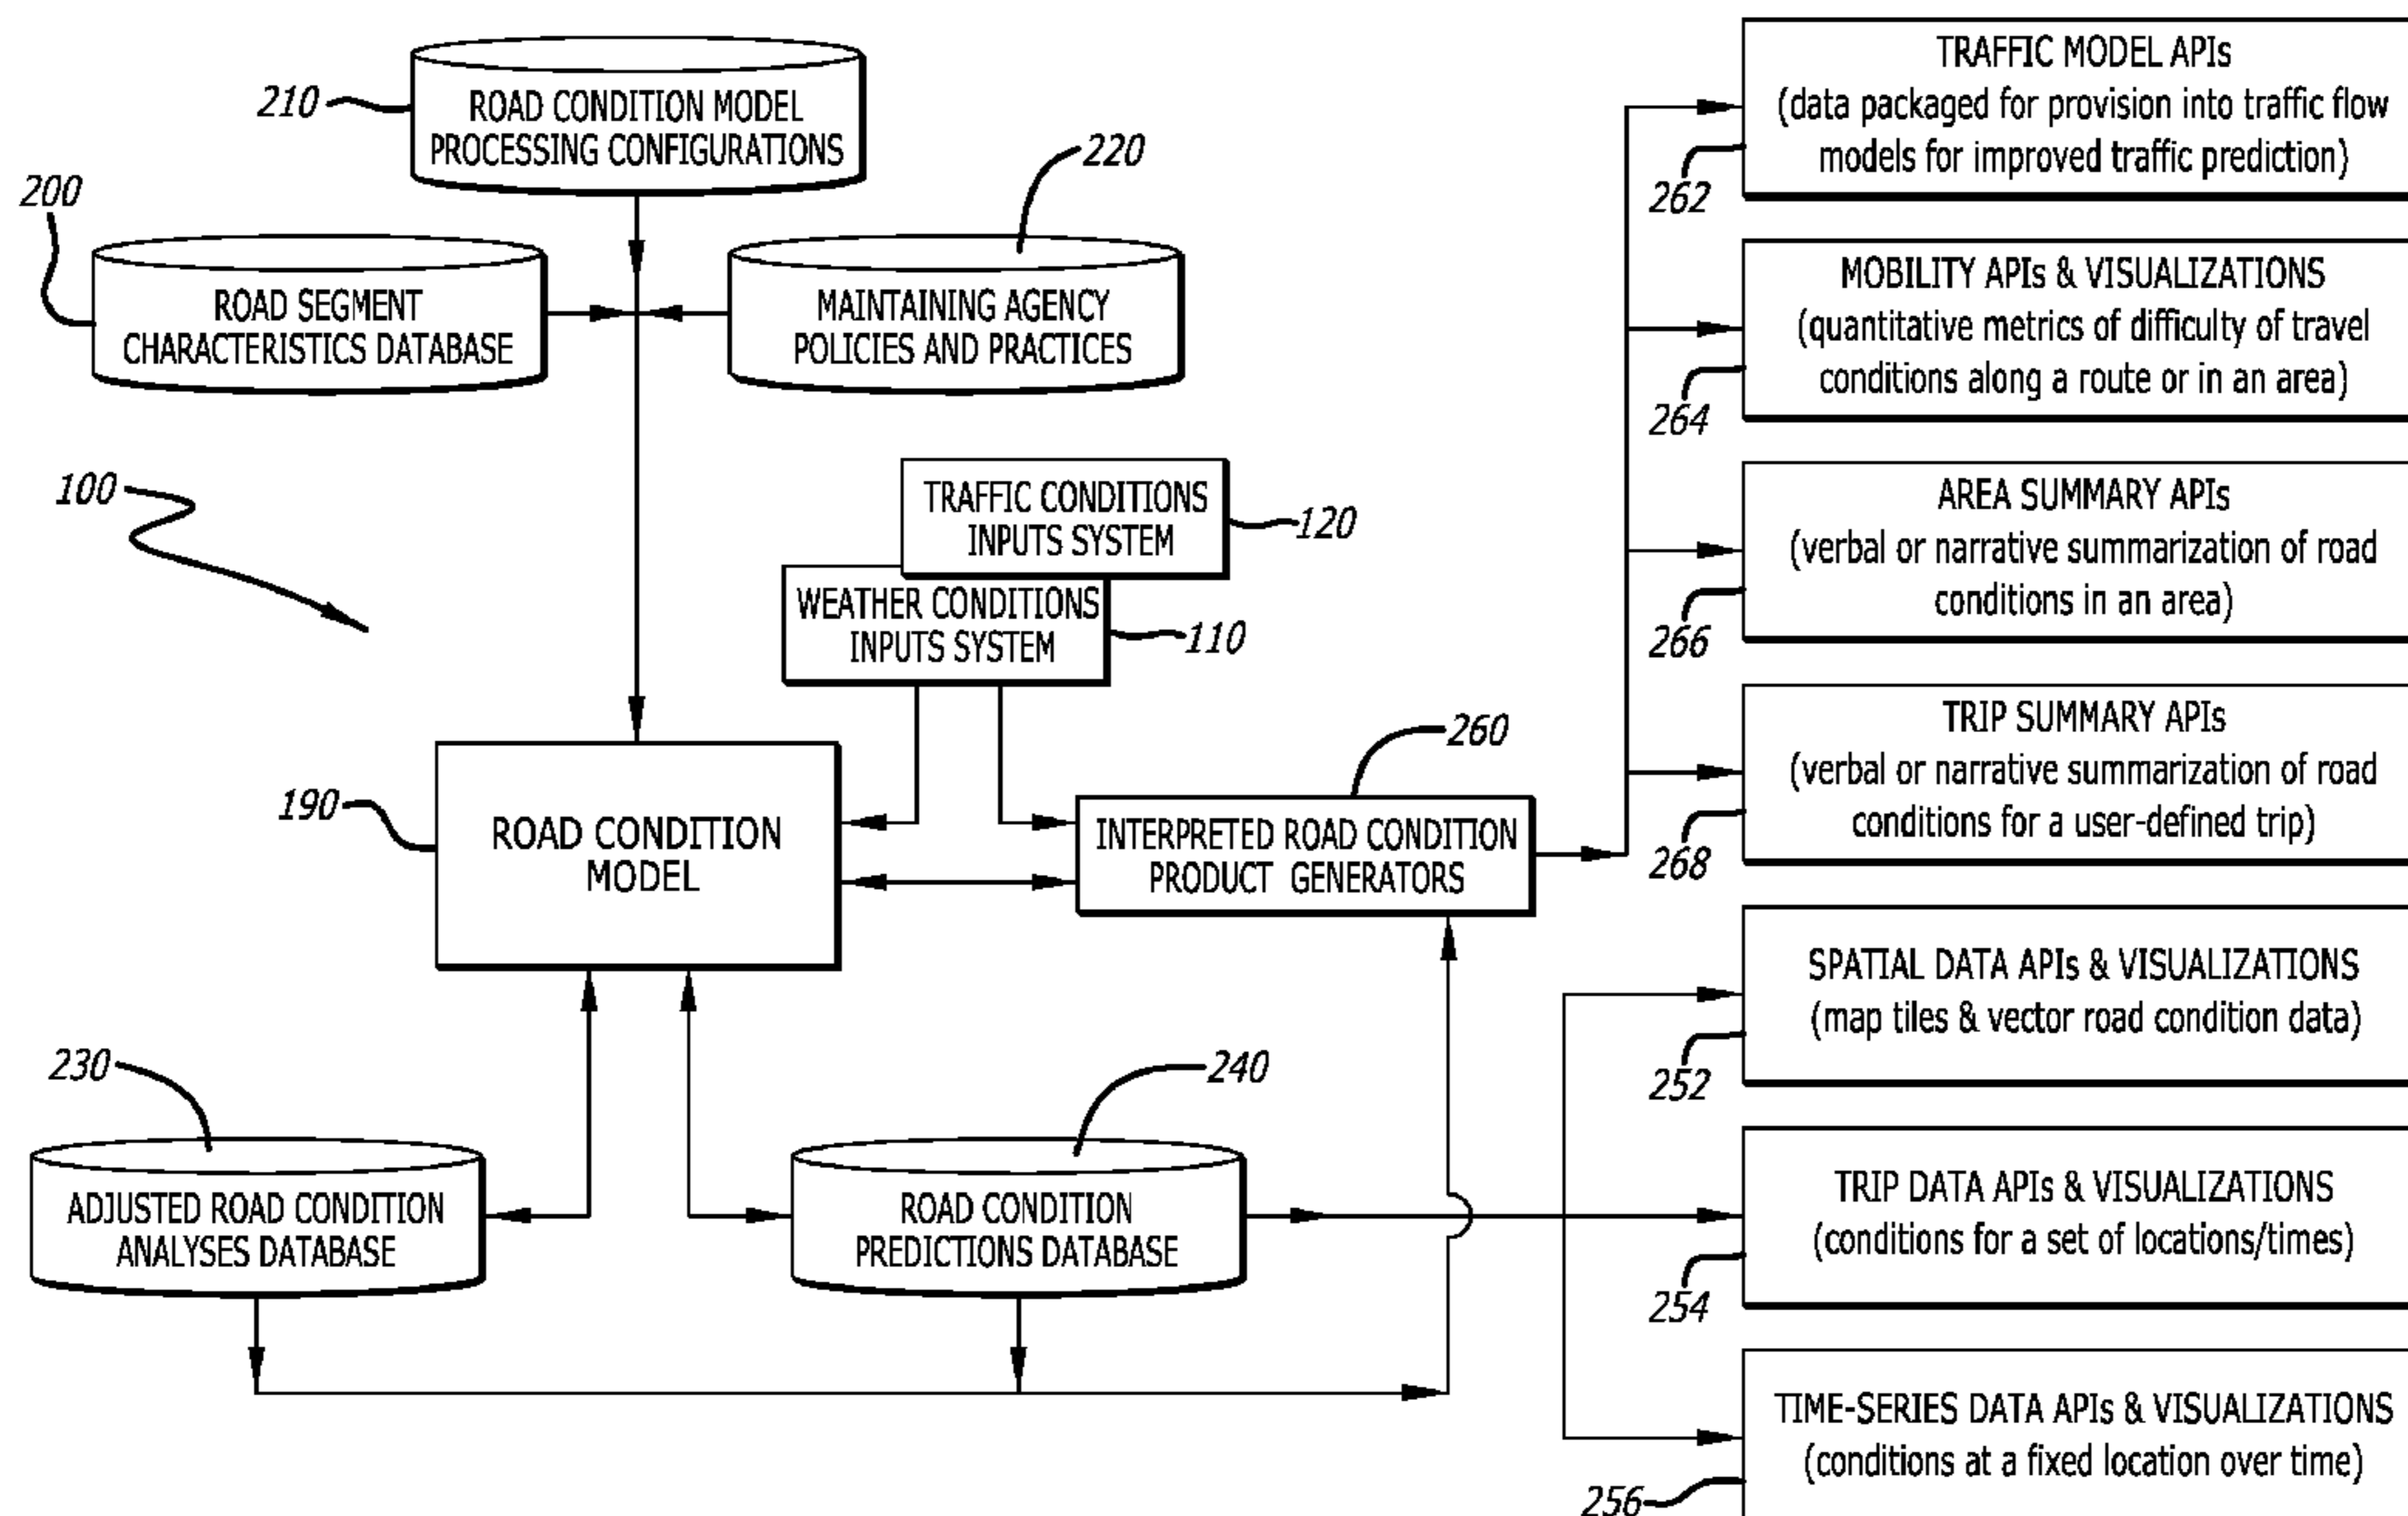 210
ROAD CONDITION MODEL
PROCESSING CONFIGURATIONS
220
200
ROAD SEGMENT
CHARACTERISTICS DATABASE
MAINTAINING AGENCY
POLICIES AND PRACTICES
100
TRAFFIC CONDITIONS
INPUTS SYSTEM
120
WEATHER CONDITIONS
INPUTS SYSTEM
110
190
ROAD CONDITION
MODEL
260
INTERPRETED ROAD CONDITION
PRODUCT GENERATORS
230
ADJUSTED ROAD CONDITION
ANALYSES DATABASE
240
ROAD CONDITION
PREDICTIONS DATABASE
TRAFFIC MODEL APIs
(data packaged for provision into traffic flow
models for improved traffic prediction)
262
MOBILITY APIs & VISUALIZATIONS
(quantitative metrics of difficulty of travel
conditions along a route or in an area)
264
AREA SUMMARY APIs
(verbal or narrative summarization of road
conditions in an area)
266
TRIP SUMMARY APIs
(verbal or narrative summarization of road
conditions for a user-defined trip)
268
SPATIAL DATA APIs & VISUALIZATIONS
(map tiles & vector road condition data)
252
TRIP DATA APIs & VISUALIZATIONS
(conditions for a set of locations/times)
254
TIME-SERIES DATA APIs & VISUALIZATIONS
(conditions at a fixed location over time)
256